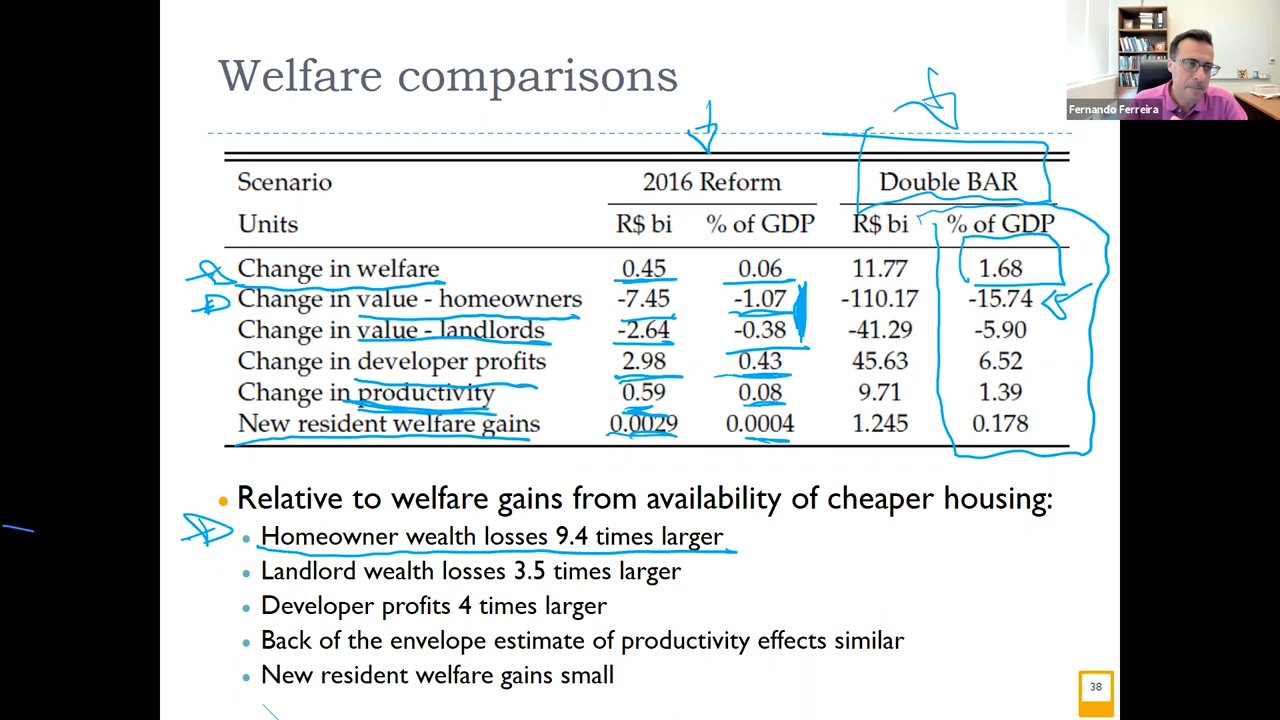 Welfare comparisons
Fernando Ferreira
Scenario 2016 Reform Double BAR
Units R$ bi % of GDP R$ bi % of GDP
Change in welfare 0.45 0.06 11.77 1.68
Change in value - homeowners -7.45 -1.07 -110.17 -15.74
Change in value - landlords -2.64 -0.38 -41.29 -5.90
Change in developer profits 2.98 0.43 45.63 6.52
Change in productivity 0.59 0.08 9.71 1.39
New resident welfare gains 0.0029 0.0004 1.245 0.178
• Relative to welfare gains from availability of cheaper housing:
• Homeowner wealth losses 9.4 times larger
• Landlord wealth losses 3.5 times larger
• Developer profits 4 times larger
• Back of the envelope estimate of productivity effects similar
• New resident welfare gains small
38